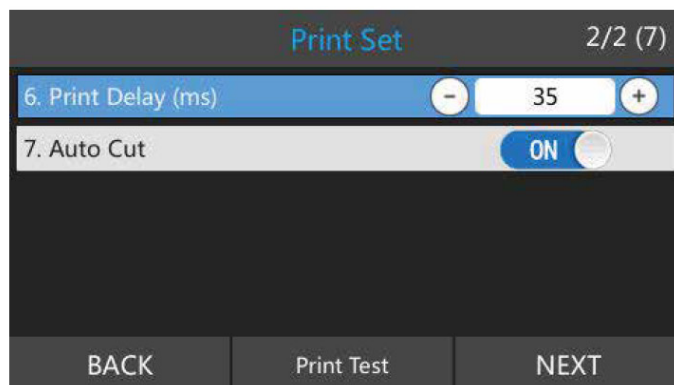 Print Set 2/2 (7)
6. Print Delay (ms) - 35 +
7. Auto Cut ON
BACK Print Test NEXT